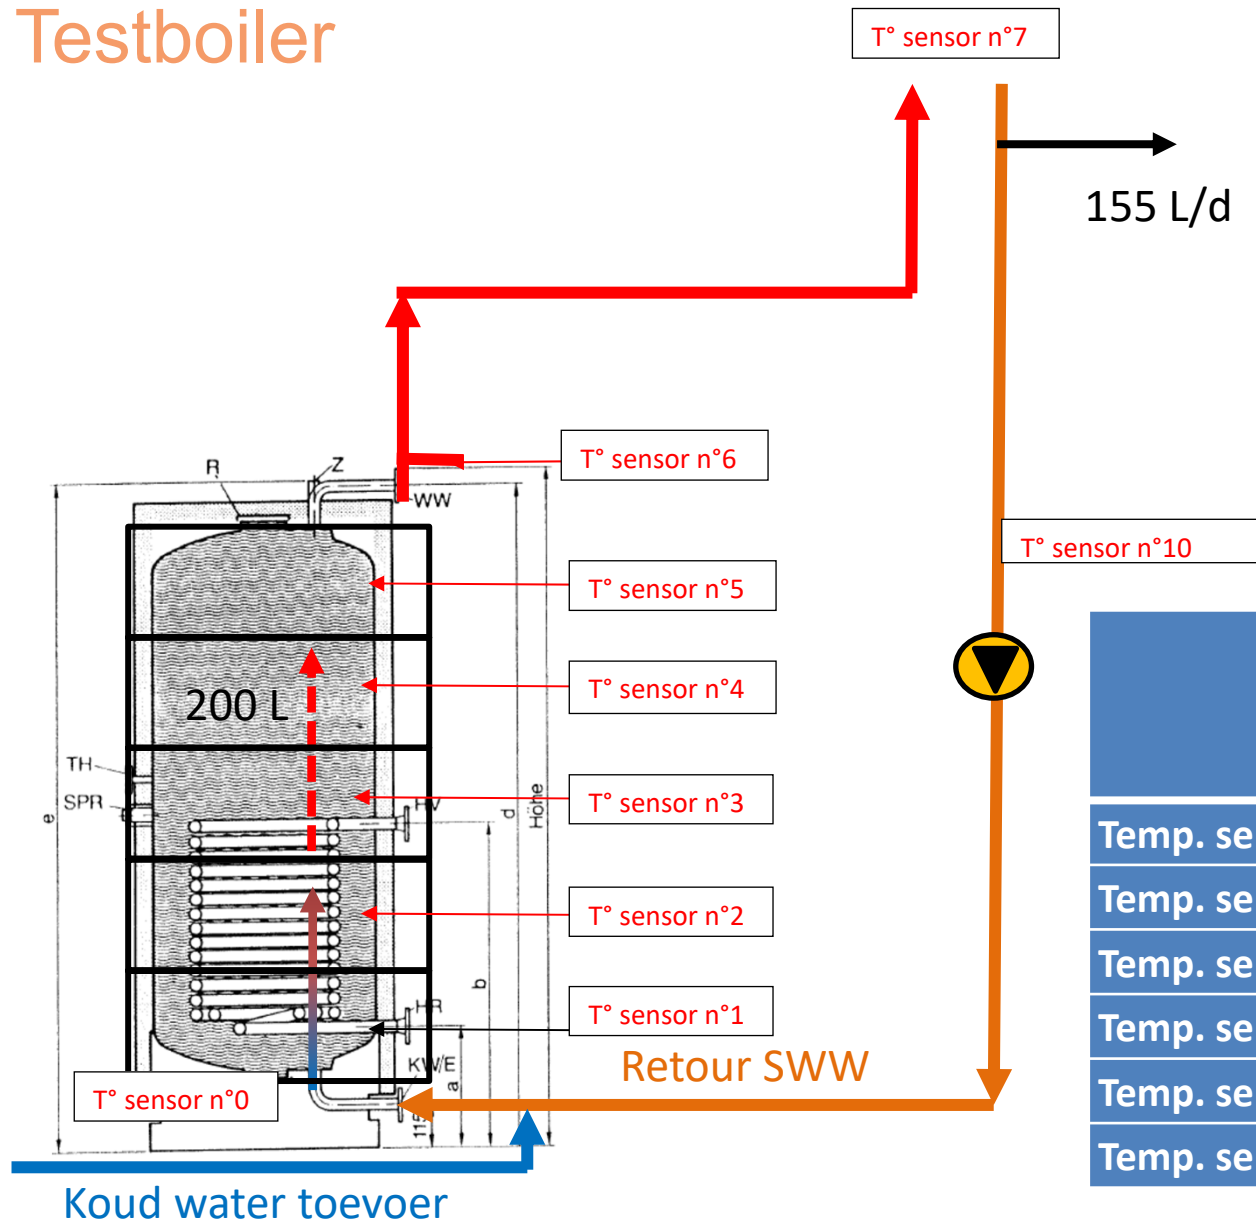 Testboiler
T° sensor n°7
155 L/d
T° sensor n°6
R
Z
WW
T° sensor n°10
T° sensor n°5
T° sensor n°4
200 L
TH
SPR
T° sensor n°3
HV
e
d
Höhe
T° sensor n°2
b
T° sensor n°1
HR
Retour SWW
KW/E
a
T° sensor n°0
Koud water toevoer
Temp. se
Temp. se
Temp. se
Temp. se
Temp. se
Temp. se